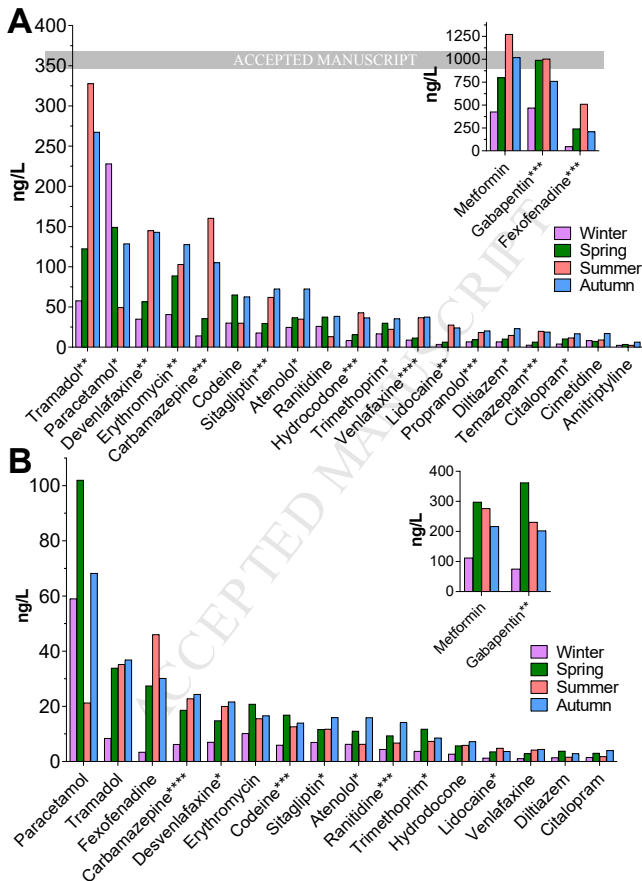 A
ACCEPTED MANUSCRIPT
ng/L
400
350
300
250
200
150
100
50
0
ng/L
1250
1000
750
500
250
0
Metformin
Gabapentin***
Fexofenadine***
Winter
Spring
Summer
Autumn
Tramadol**
Paracetamol*
Devenlafaxine**
Erythromycin**
Carbamazepine***
Codeine
Sitagliptin***
Atenolol*
Ranitidine
Hydrocodone***
Trimethoprim*
Venlafaxine****
Lidocaine**
Propranolol***
Diltiazem*
Temazepam***
Citalopram*
Cimetidine
Amitriptyline
ACCEPTED MANUSCRIPT
B
ng/L
100
80
60
40
20
0
ng/L
400
300
200
100
0
Metformin
Gabapentin**
Winter
Spring
Summer
Autumn
Paracetamol
Tramadol
Fexofenadine
Carbamazepine****
Desvenlafaxine*
Erythromycin
Codeine***
Sitagliptin*
Atenolol*
Ranitidine***
Trimethoprim*
Hydrocodone
Lidocaine*
Venlafaxine
Diltiazem
Citalopram